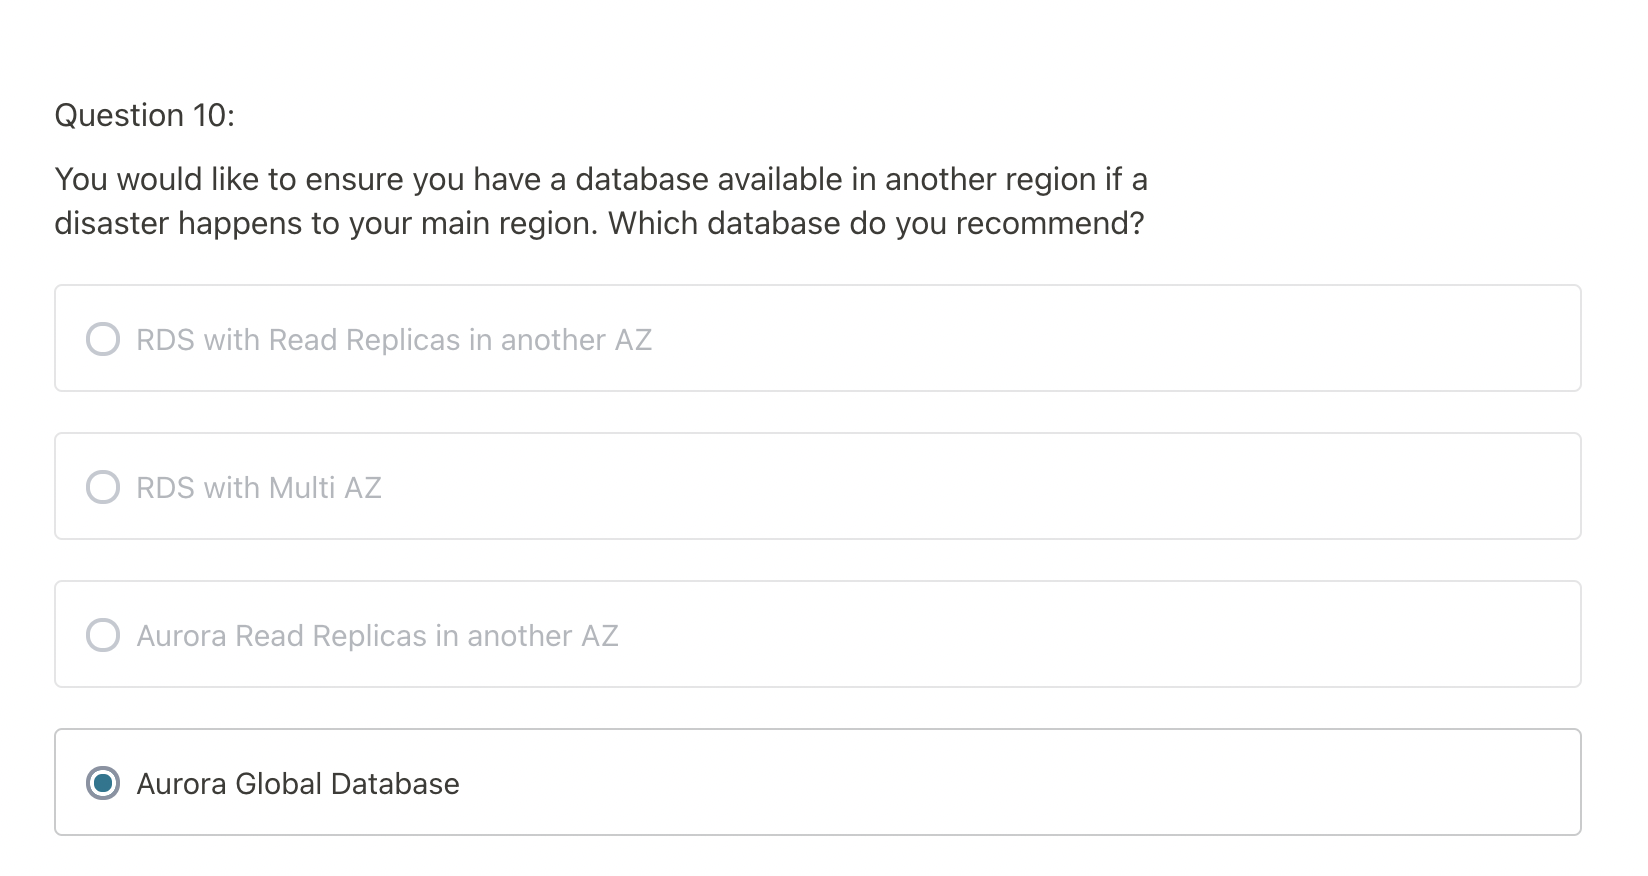 Question 10:
You would like to ensure you have a database available in another region if a
disaster happens to your main region. Which database do you recommend?
RDS with Read Replicas in another AZ
RDS with Multi AZ
Aurora Read Replicas in another AZ
Aurora Global Database